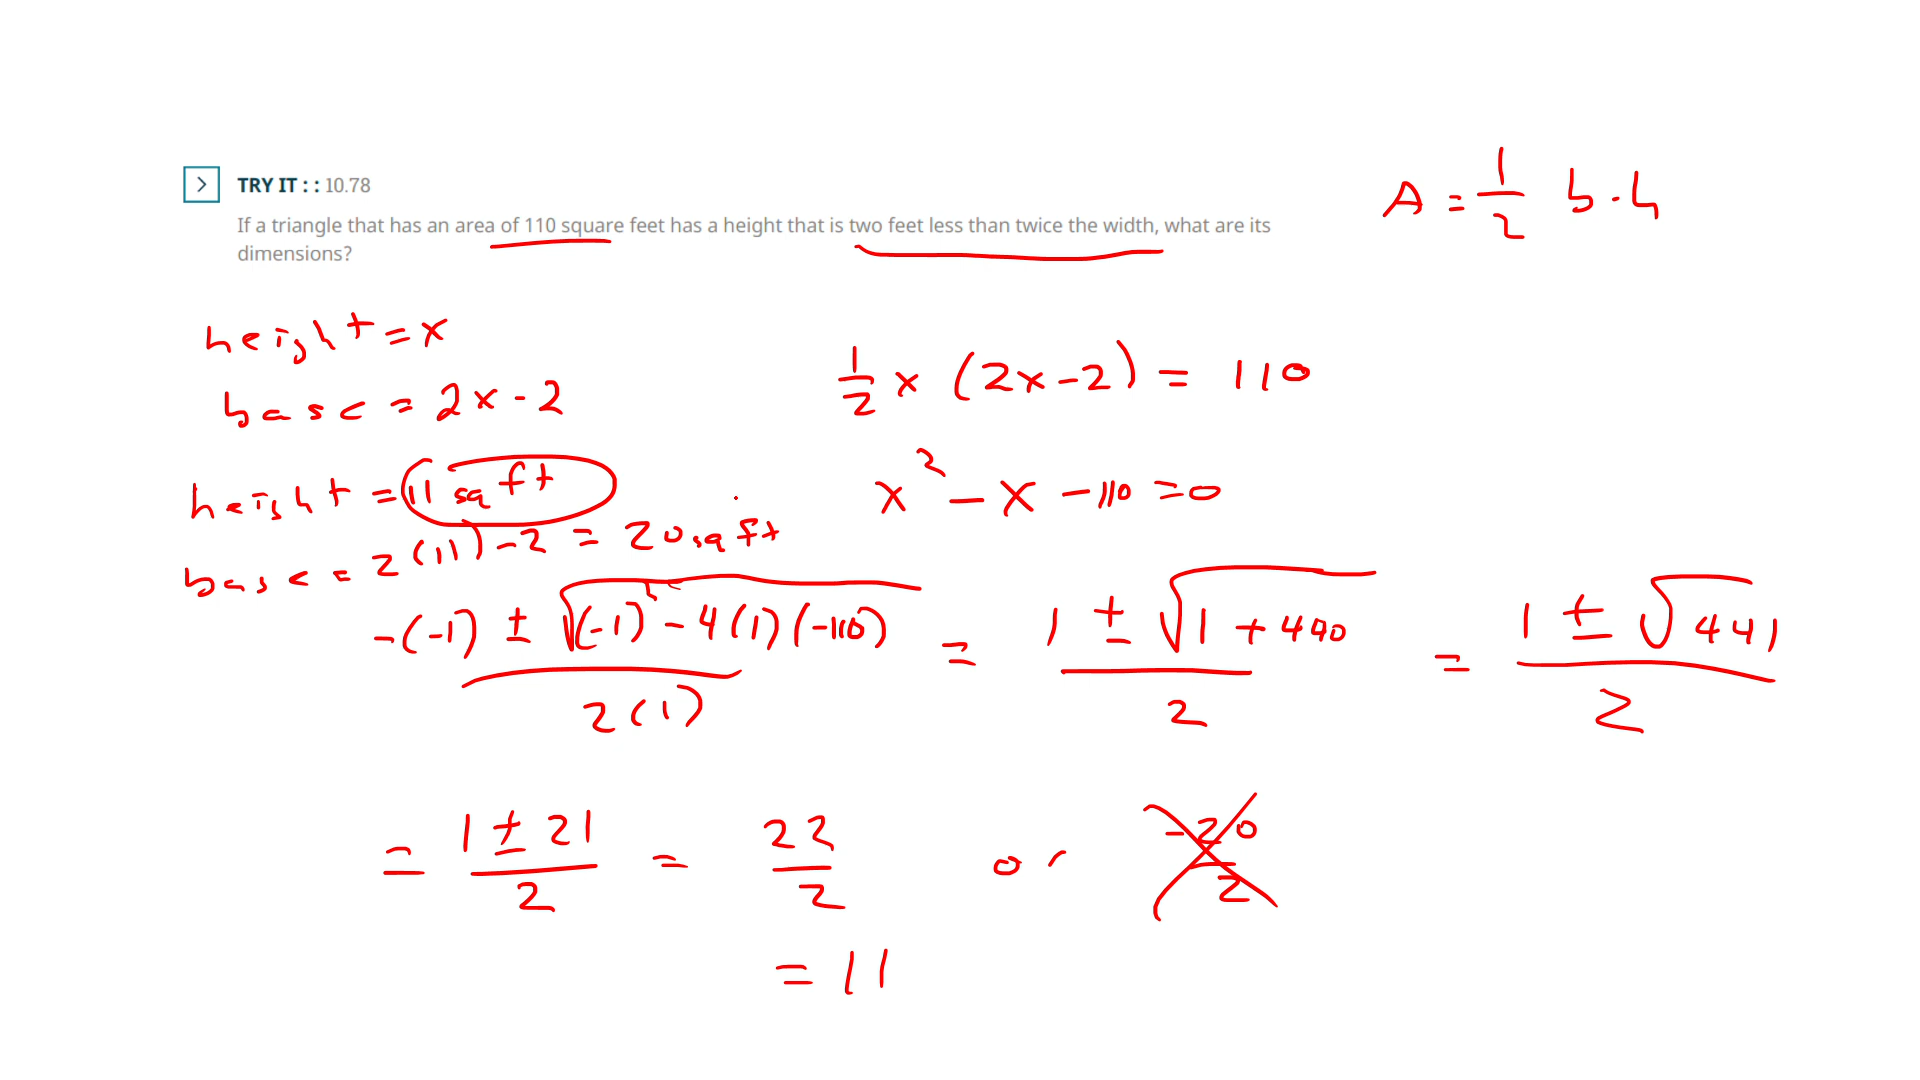 > TRY IT : : 10.78
If a triangle that has an area of 110 square feet has a height that is two feet less than twice the width, what are its
dimensions?
A = 1/2 b · h
height = x
base = 2x - 2
1/2 x (2x - 2) = 110
height = 11 sq ft
x² - x - 110 = 0
base = 2(11) - 2 = 20 sq ft
(-(-1) ± √((-1)² - 4(1)(-110))) / 2(1) = (1 ± √(1 + 440)) / 2 = (1 ± √441) / 2
= (1 ± 21) / 2 = 22/2 or -20/2
= 11